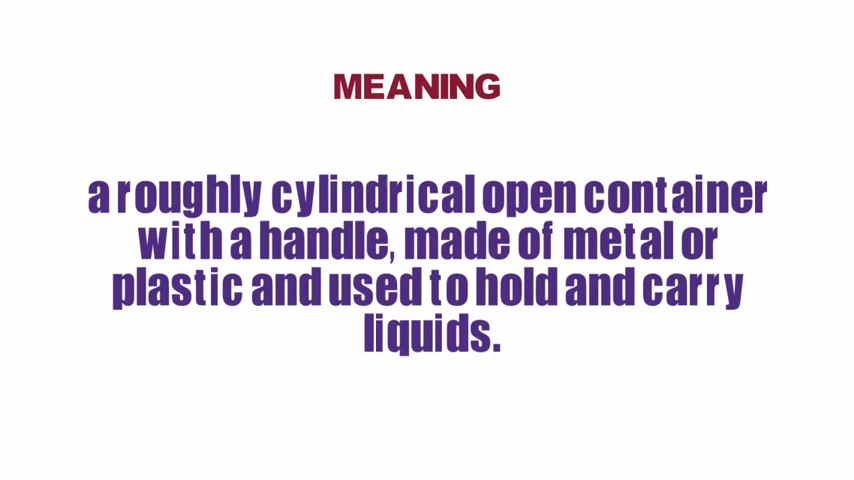 MEANING
a roughly cylindrical open container
with a handle, made of metal or
plastic and used to hold and carry
liquids.